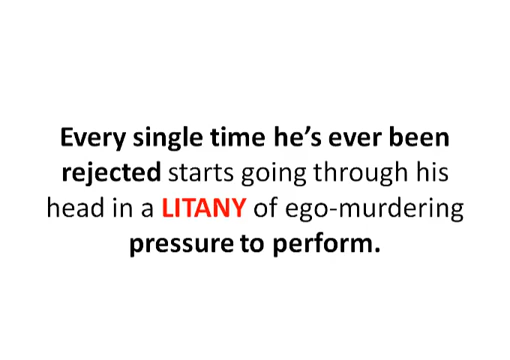 Every single time he’s ever been
rejected starts going through his
head in a LITANY of ego-murdering
pressure to perform.